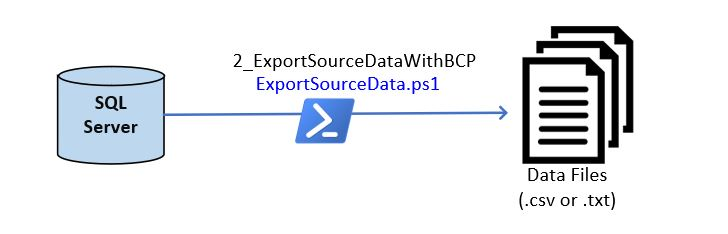 2_ExportSourceDataWithBCP
ExportSourceData.ps1
SQL
Server
Data Files
(.csv or .txt)